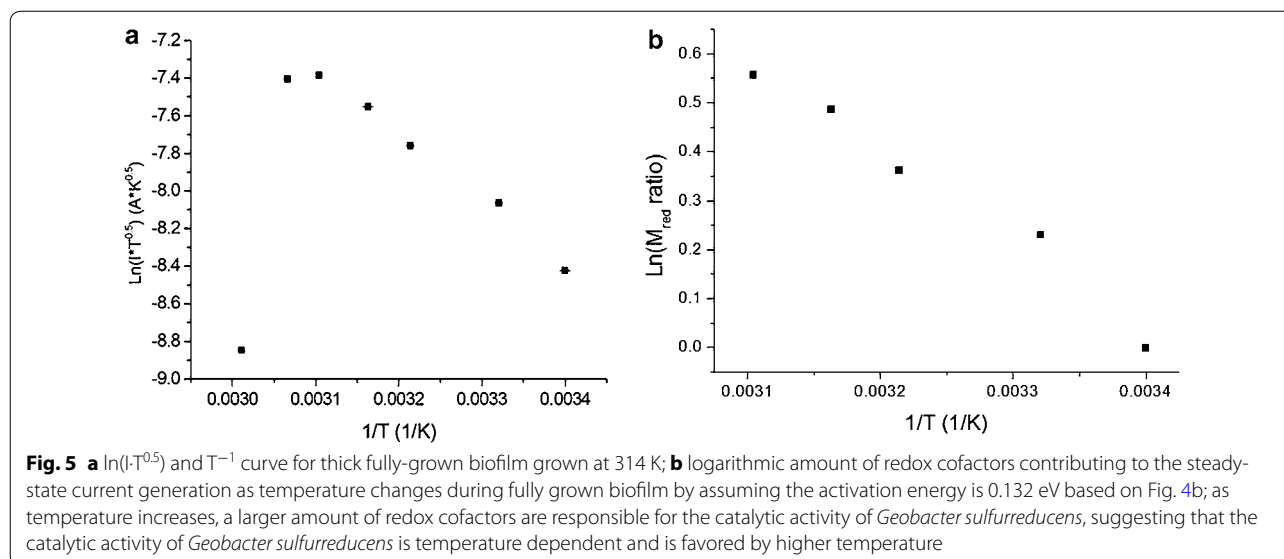 a
-7.2
-7.4
-7.6
-7.8
-8.0
-8.2
-8.4
-8.6
-8.8
-9.0
Ln(I*T^0.5) (A*K^0.5)
0.0030 0.0031 0.0032 0.0033 0.0034
1/T (1/K)
b
0.6
0.5
0.4
0.3
0.2
0.1
0.0
Ln(M_red ratio)
0.0031 0.0032 0.0033 0.0034
1/T (1/K)
Fig. 5 a ln(I·T^0.5) and T^−1 curve for thick fully-grown biofilm grown at 314 K; b logarithmic amount of redox cofactors contributing to the steady-
state current generation as temperature changes during fully grown biofilm by assuming the activation energy is 0.132 eV based on Fig. 4b; as
temperature increases, a larger amount of redox cofactors are responsible for the catalytic activity of Geobacter sulfurreducens, suggesting that the
catalytic activity of Geobacter sulfurreducens is temperature dependent and is favored by higher temperature